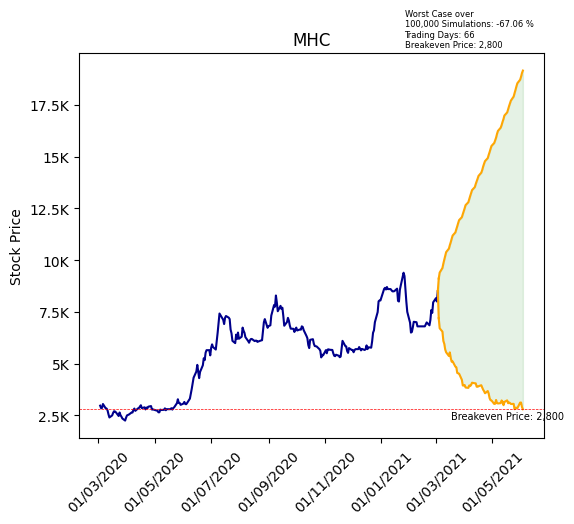 Worst Case over
100,000 Simulations: -67.06 %
Trading Days: 66
Breakeven Price: 2,800
MHC
Stock Price
17.5K
15K
12.5K
10K
7.5K
5K
2.5K
Breakeven Price: 2,800
01/03/2020
01/05/2020
01/07/2020
01/09/2020
01/11/2020
01/01/2021
01/03/2021
01/05/2021